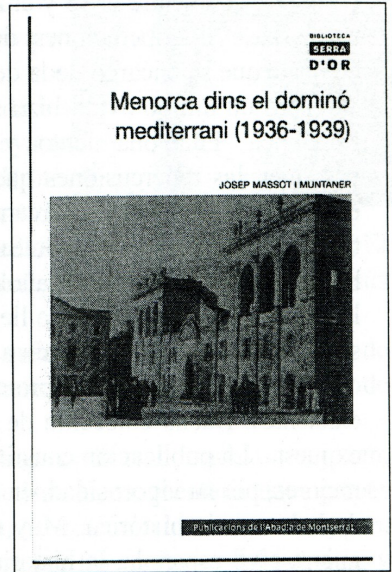 BIBLIOTECA
SERRA
D'OR
Menorca dins el dominó
mediterrani (1936-1939)
JOSEP MASSOT I MUNTANER
Publicacions de l'Abadia de Montserrat